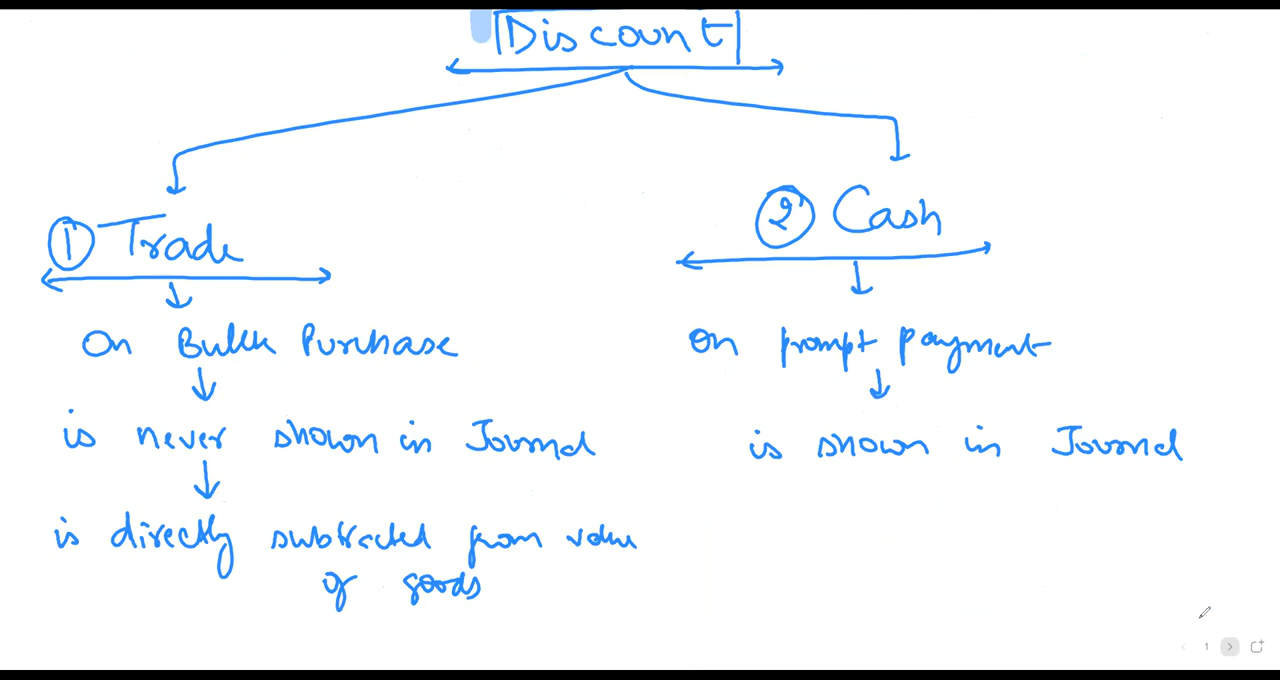 Discount
① Trade
② Cash
On Bulk Purchase
on prompt payment
is never shown in Journal
is shown in Journal
is directly subtracted from value
of goods
1